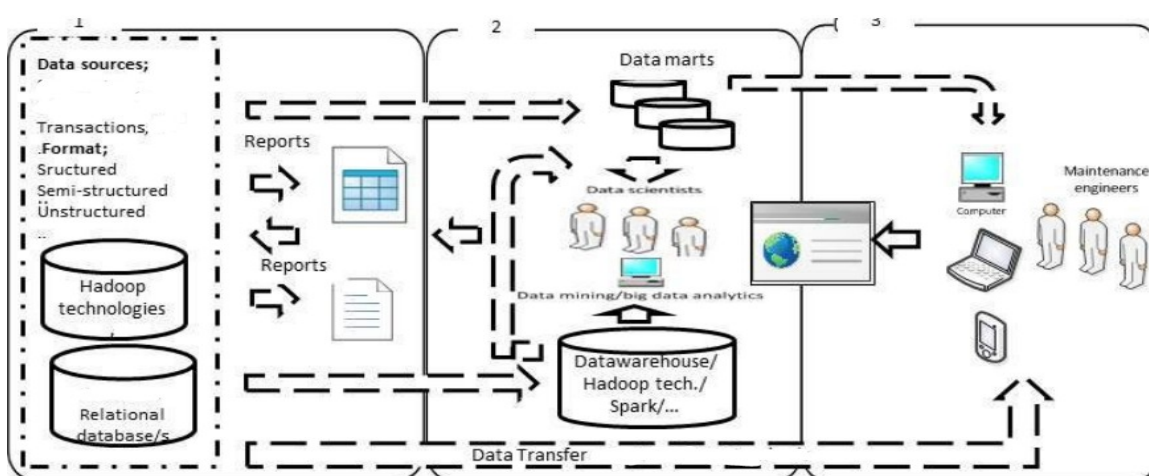 1
2
3
Data sources;
Transactions,
.Format;
Sructured
Semi-structured
Unstructured
...
Hadoop
technologies
Relational
database/s
Reports
Reports
Data marts
Data scientists
Data mining/big data analytics
Datawarehouse/
Hadoop tech./
Spark/...
Data Transfer
Computer
Maintenance
engineers